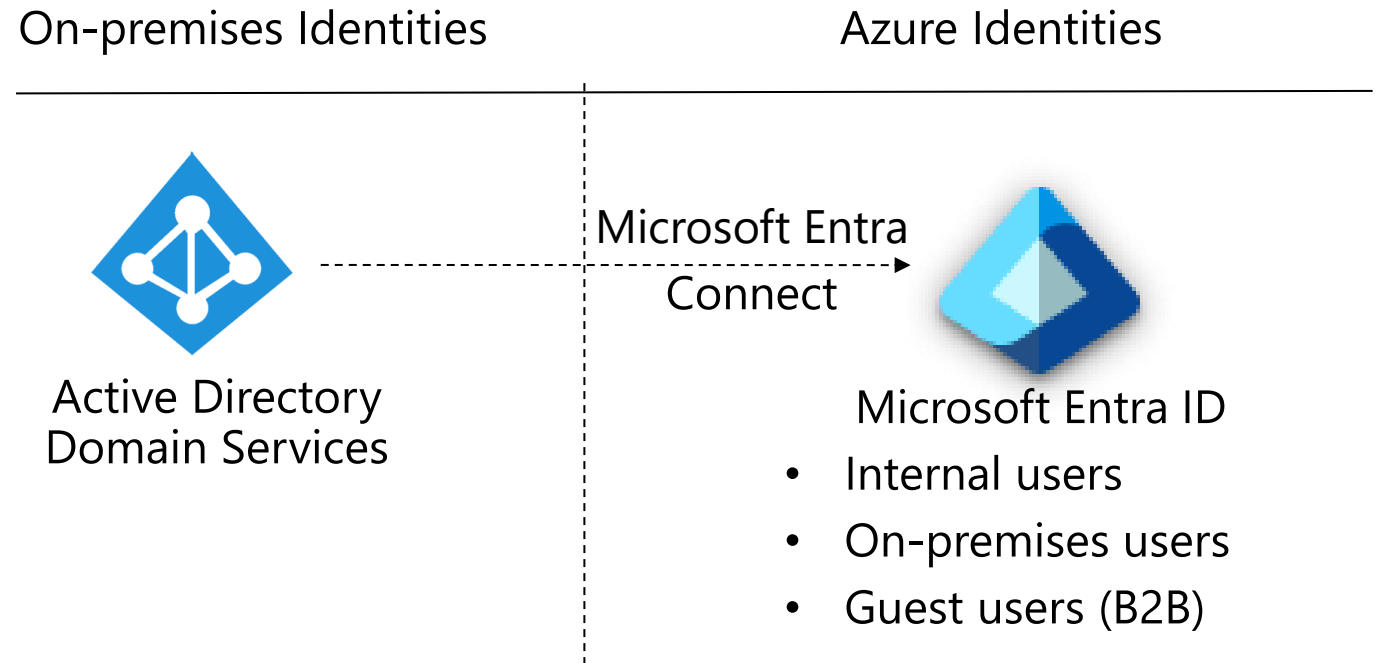 On-premises Identities
Azure Identities
Microsoft Entra
Connect
Active Directory
Domain Services
Microsoft Entra ID
• Internal users
• On-premises users
• Guest users (B2B)